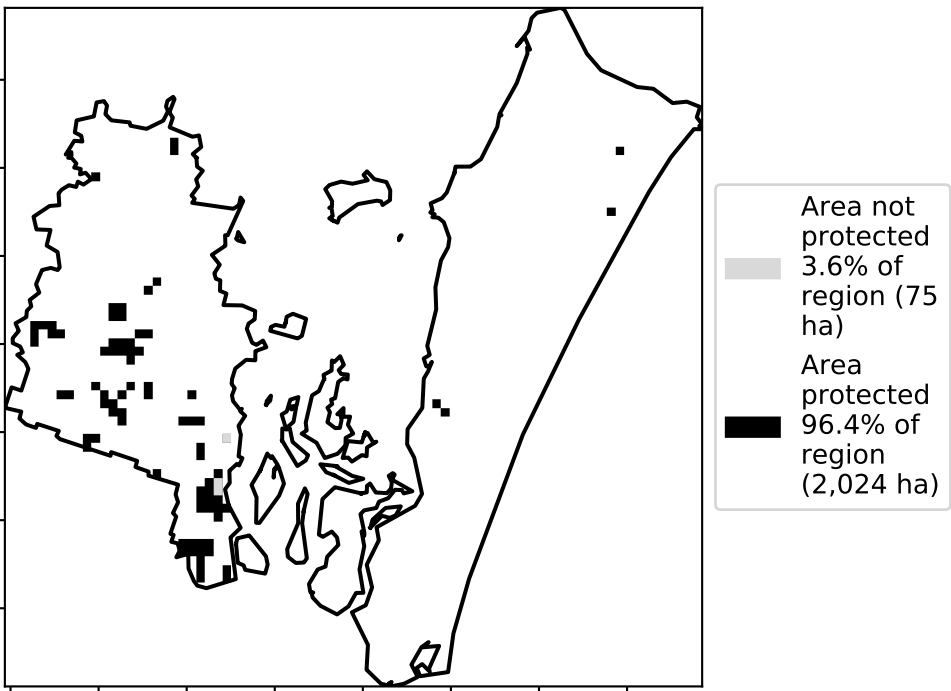 Area not
protected
3.6% of
region (75
ha)
Area
protected
96.4% of
region
(2,024 ha)